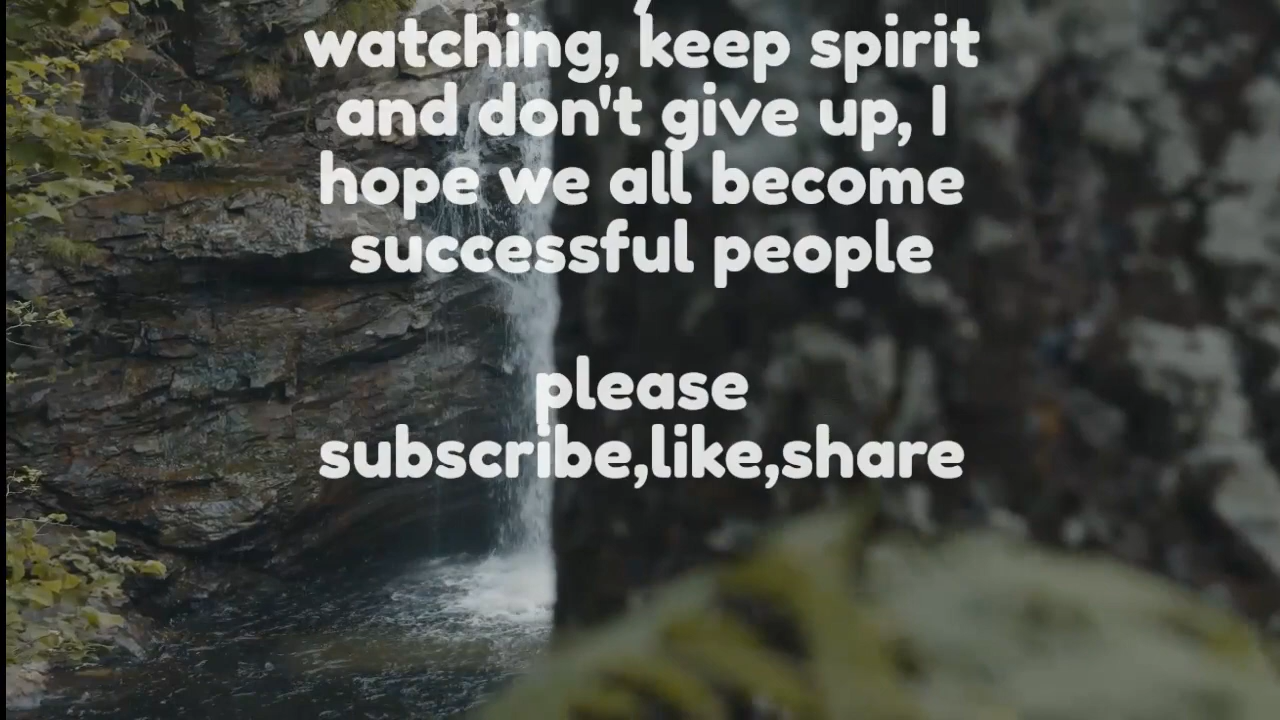 watching, keep spirit
and don't give up, I
hope we all become
successful people
please
subscribe,like,share